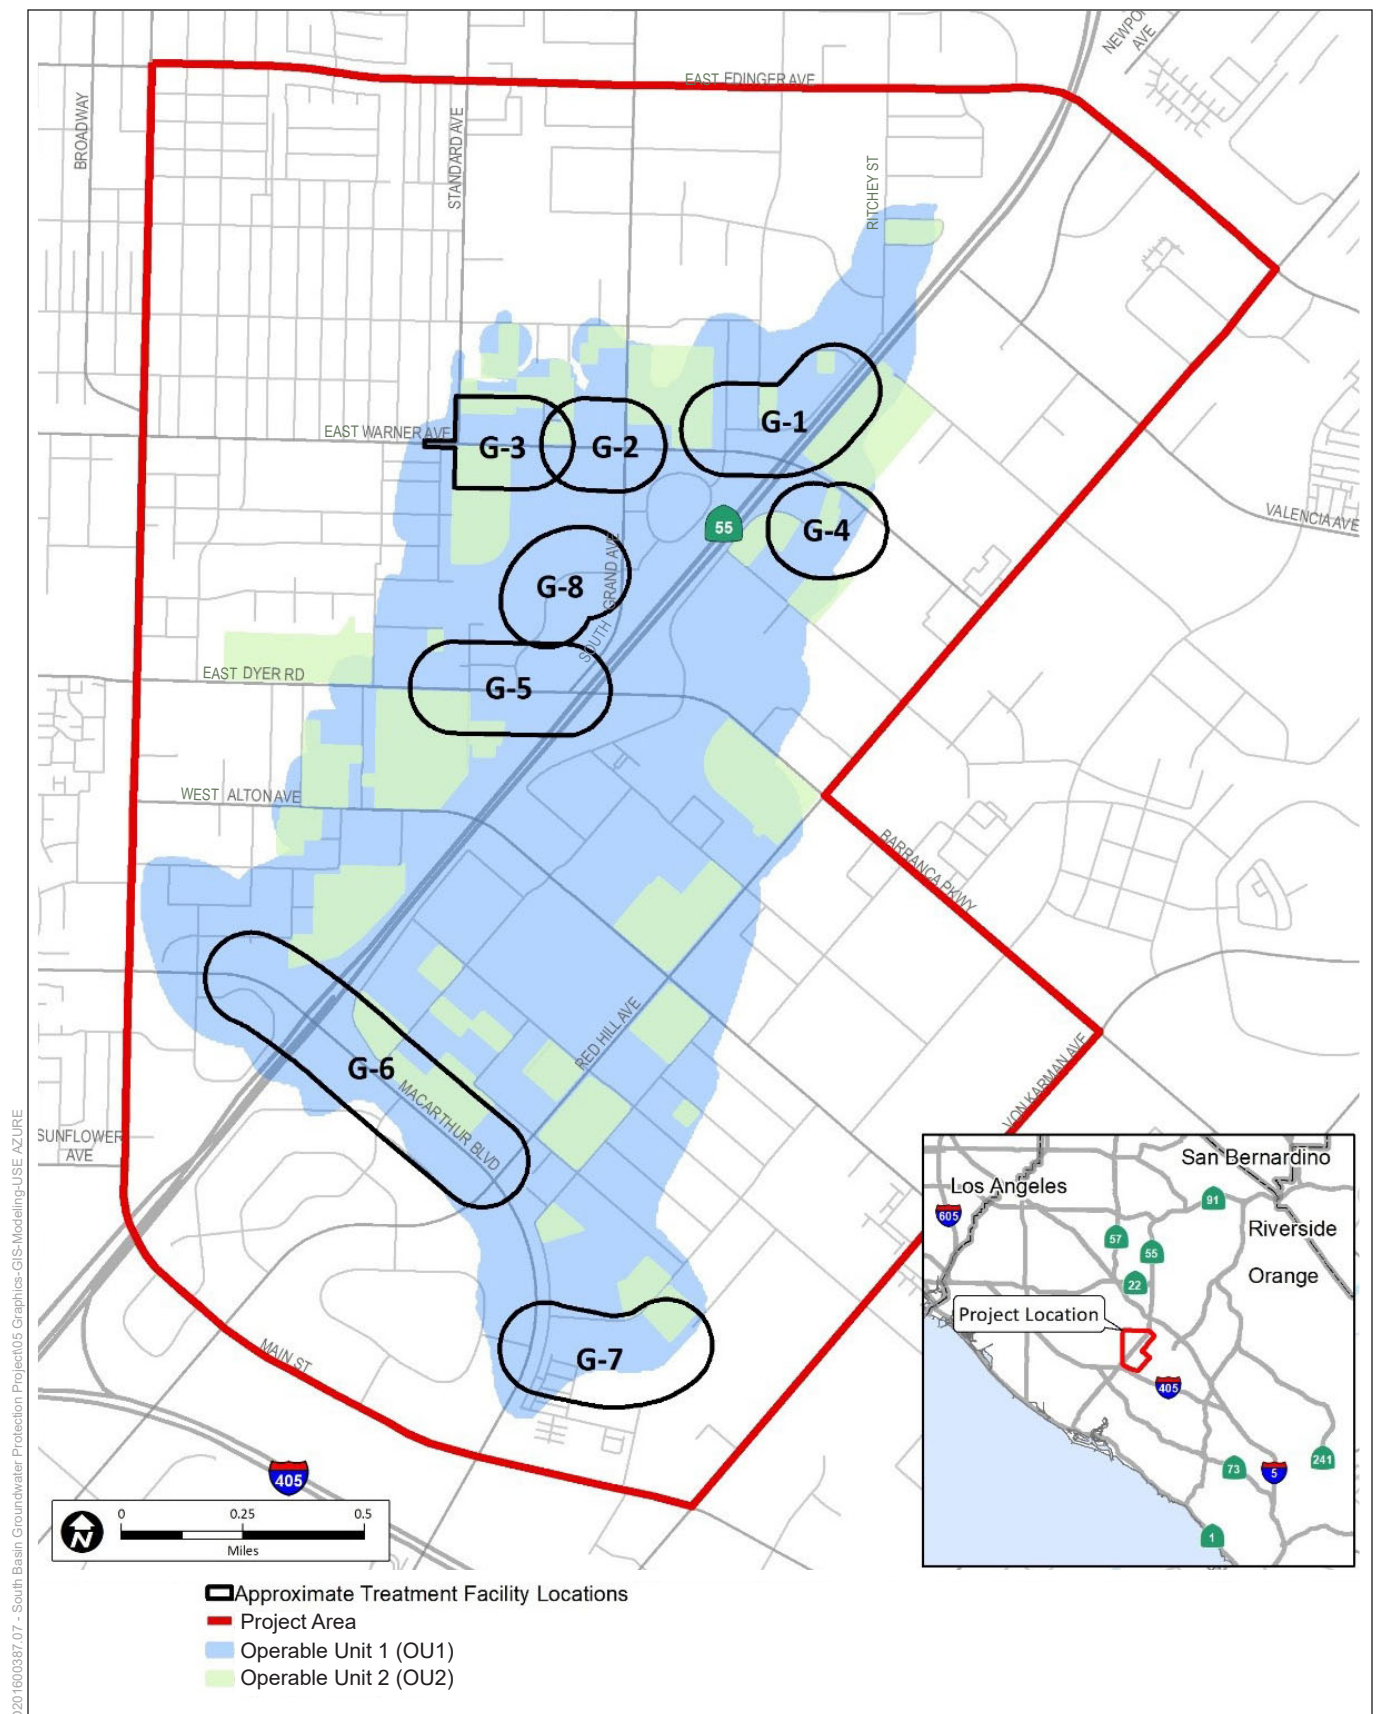 NEWPO
AVE
EAST EDINGER AVE
BROADWAY
STANDARD AVE
RITCHEY ST
EAST WARNER AVE
G-1
G-3
G-2
55
G-4
VALENCIA AVE
G-8
SOUTH GRAND AVE
EAST DYER RD
G-5
WEST ALTON AVE
BARRANCA PKWY
RED HILL AVE
G-6
MACARTHUR BLVD
VON KARMAN AVE
SUNFLOWER
AVE
MAIN ST
G-7
405
San Bernardino
Los Angeles
605
91
Riverside
57
55
Orange
22
Project Location
405
73
5
241
1
N
0 0.25 0.5
Miles
Approximate Treatment Facility Locations
Project Area
Operable Unit 1 (OU1)
Operable Unit 2 (OU2)
D201600387.07 - South Basin Groundwater Protection Project\05 Graphics-GIS-Modeling-USE AZURE